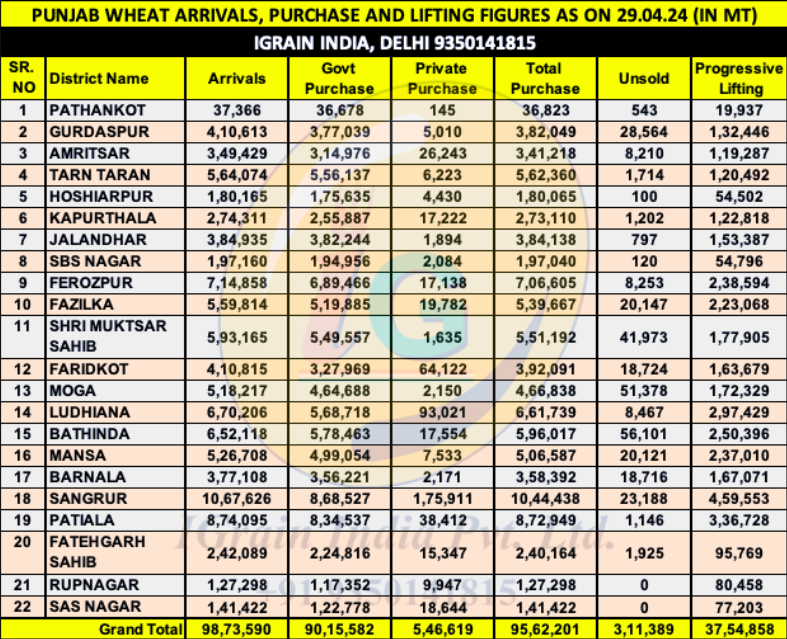 PUNJAB WHEAT ARRIVALS, PURCHASE AND LIFTING FIGURES AS ON 29.04.24 (IN MT)
IGRAIN INDIA, DELHI 9350141815
SR. NO District Name Arrivals Govt Purchase Private Purchase Total Purchase Unsold Progressive Lifting
1 PATHANKOT 37,366 36,678 145 36,823 543 19,937
2 GURDASPUR 4,10,613 3,77,039 5,010 3,82,049 28,564 1,32,446
3 AMRITSAR 3,49,429 3,14,976 26,243 3,41,218 8,210 1,19,287
4 TARN TARAN 5,64,074 5,56,137 6,223 5,62,360 1,714 1,20,492
5 HOSHIARPUR 1,80,165 1,75,635 4,430 1,80,065 100 54,502
6 KAPURTHALA 2,74,311 2,55,887 17,222 2,73,110 1,202 1,22,818
7 JALANDHAR 3,84,935 3,82,244 1,894 3,84,138 797 1,53,387
8 SBS NAGAR 1,97,160 1,94,956 2,084 1,97,040 120 54,796
9 FEROZPUR 7,14,858 6,89,466 17,138 7,06,605 8,253 2,38,594
10 FAZILKA 5,59,814 5,19,885 19,782 5,39,667 20,147 2,23,068
11 SHRI MUKTSAR SAHIB 5,93,165 5,49,557 1,635 5,51,192 41,973 1,77,905
12 FARIDKOT 4,10,815 3,27,969 64,122 3,92,091 18,724 1,63,679
13 MOGA 5,18,217 4,64,688 2,150 4,66,838 51,378 1,72,329
14 LUDHIANA 6,70,206 5,68,718 93,021 6,61,739 8,467 2,97,429
15 BATHINDA 6,52,118 5,78,463 17,554 5,96,017 56,101 2,50,396
16 MANSA 5,26,708 4,99,054 7,533 5,06,587 20,121 2,37,010
17 BARNALA 3,77,108 3,56,221 2,171 3,58,392 18,716 1,67,071
18 SANGRUR 10,67,626 8,68,527 1,75,911 10,44,438 23,188 4,59,553
19 PATIALA 8,74,095 8,34,537 38,412 8,72,949 1,146 3,36,728
20 FATEHGARH SAHIB 2,42,089 2,24,816 15,347 2,40,164 1,925 95,769
21 RUPNAGAR 1,27,298 1,17,352 9,947 1,27,298 0 80,458
22 SAS NAGAR 1,41,422 1,22,778 18,644 1,41,422 0 77,203
Grand Total 98,73,590 90,15,582 5,46,619 95,62,201 3,11,389 37,54,858
IG
IGrain India Pvt. Ltd.
+91 9350141815